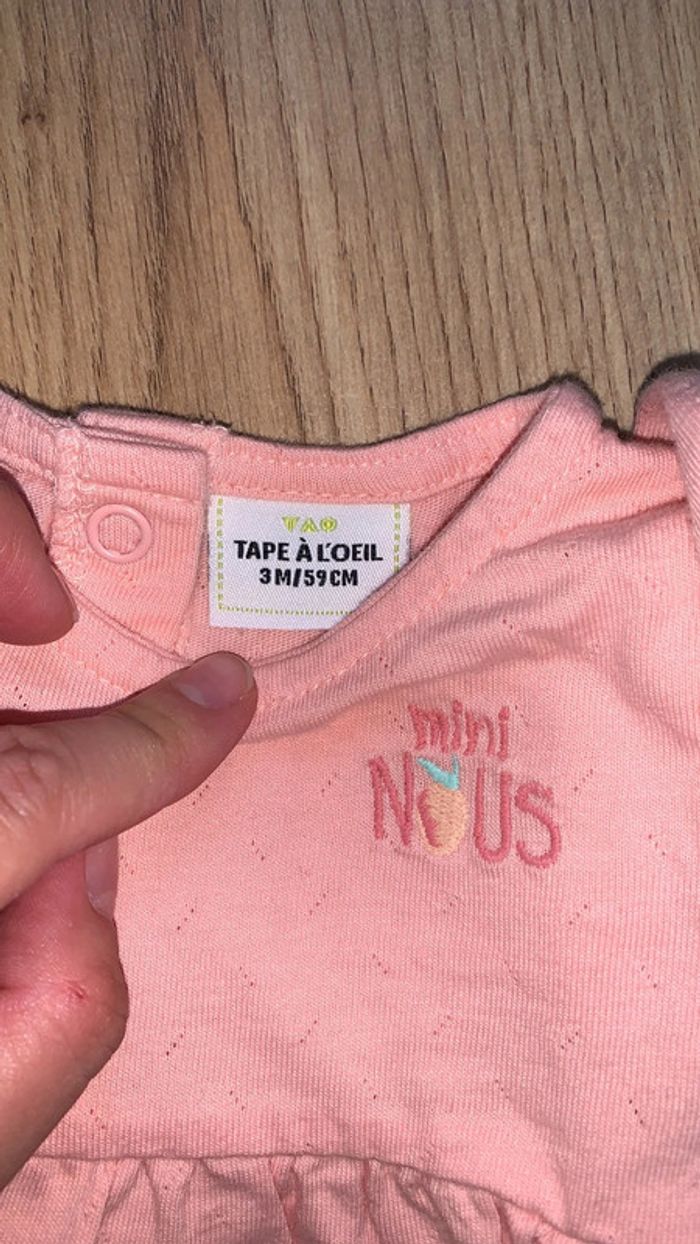 TAO
TAPE À L'OEIL
3M/59CM
mini
NOUS